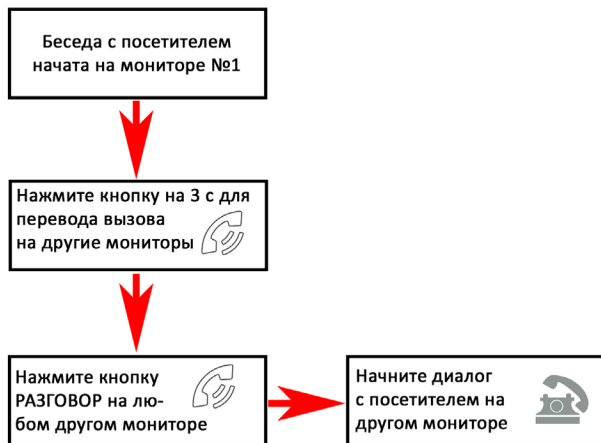 Беседа с посетителем
начата на мониторе №1
Нажмите кнопку на 3 с для
перевода вызова
на другие мониторы
Нажмите кнопку
РАЗГОВОР на лю-
бом другом мониторе
Начните диалог
с посетителем на
другом мониторе